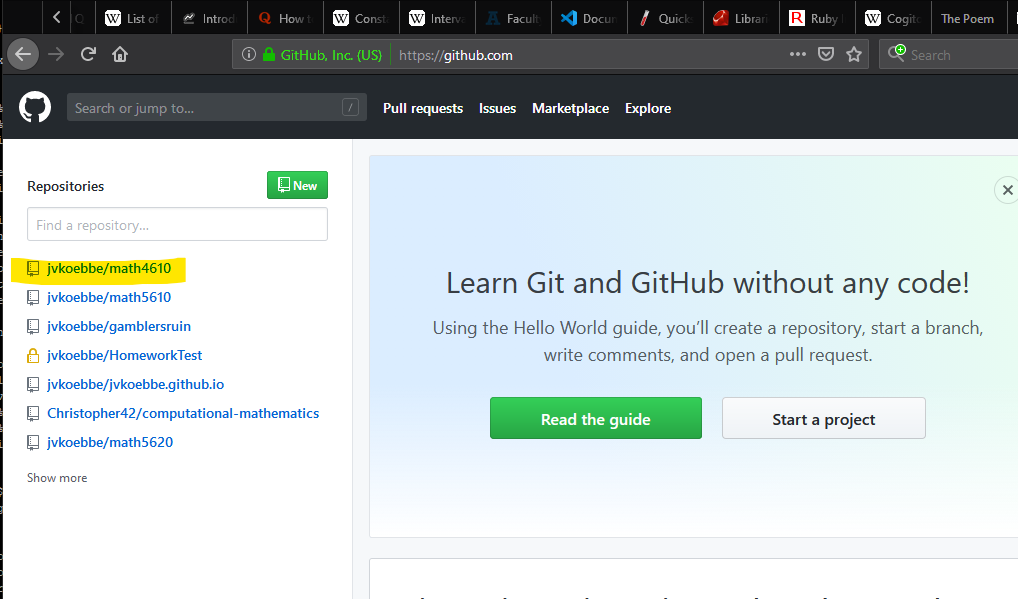 List of
Introd
How t
Consta
Interva
Facult
Docun
Quick
Librari
Ruby
Cogito
The Poem
GitHub, Inc. (US)
https://github.com
Search
Search or jump to...
/
Pull requests
Issues
Marketplace
Explore
Repositories
New
Find a repository...
jvkoebbe/math4610
jvkoebbe/math5610
jvkoebbe/gamblersruin
jvkoebbe/HomeworkTest
jvkoebbe/jvkoebbe.github.io
Christopher42/computational-mathematics
jvkoebbe/math5620
Show more
Learn Git and GitHub without any code!
Using the Hello World guide, you’ll create a repository, start a branch,
write comments, and open a pull request.
Read the guide
Start a project